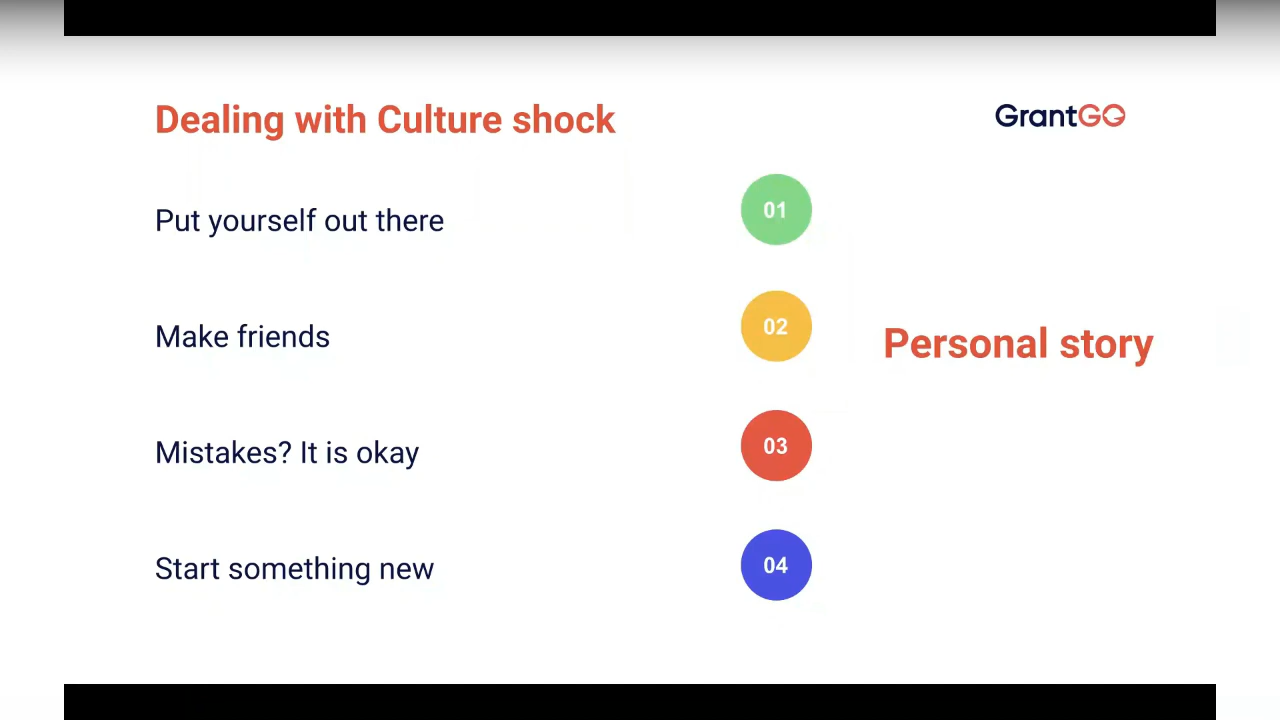 Dealing with Culture shock
GrantGO
Put yourself out there
01
Make friends
02
Personal story
Mistakes? It is okay
03
Start something new
04